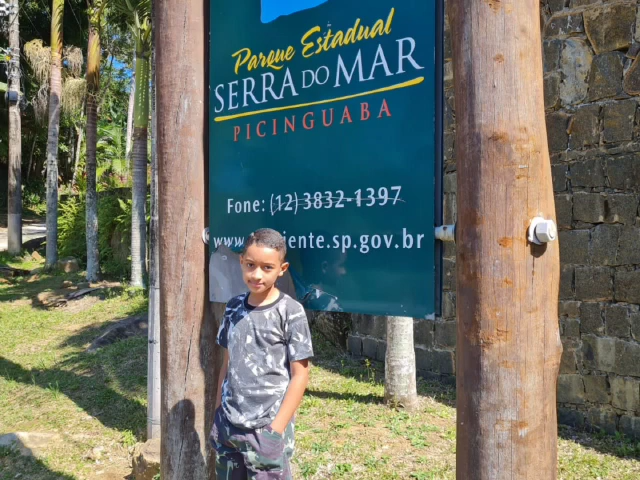 Parque Estadual
SERRA DO MAR
PICINGUABA
Fone: (12) 3832-1397
www. iente.sp.gov.br